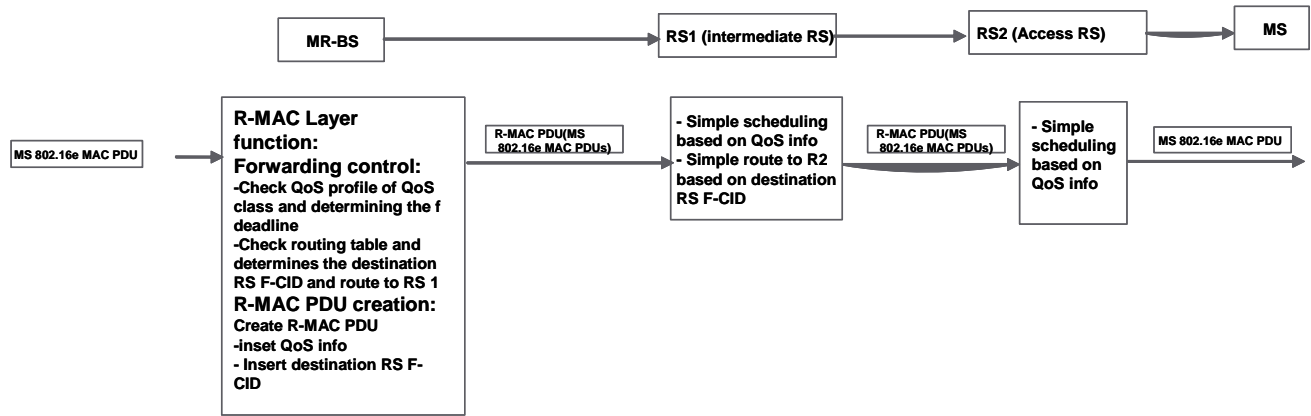 MR-BS
RS1 (intermediate RS)
RS2 (Access RS)
MS
MS 802.16e MAC PDU
R-MAC Layer
function:
Forwarding control:
-Check QoS profile of QoS
class and determining the f
deadline
-Check routing table and
determines the destination
RS F-CID and route to RS 1
R-MAC PDU creation:
Create R-MAC PDU
-inset QoS info
- Insert destination RS F-
CID
R-MAC PDU(MS
802.16e MAC PDUs)
- Simple scheduling
based on QoS info
- Simple route to R2
based on destination
RS F-CID
R-MAC PDU(MS
802.16e MAC PDUs)
- Simple
scheduling
based on
QoS info
MS 802.16e MAC PDU